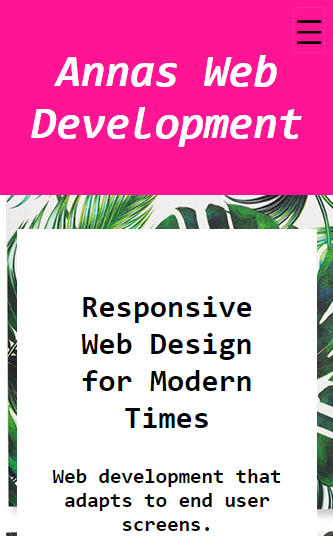 Annas Web
Development
Responsive
Web Design
for Modern
Times
Web development that
adapts to end user
screens.